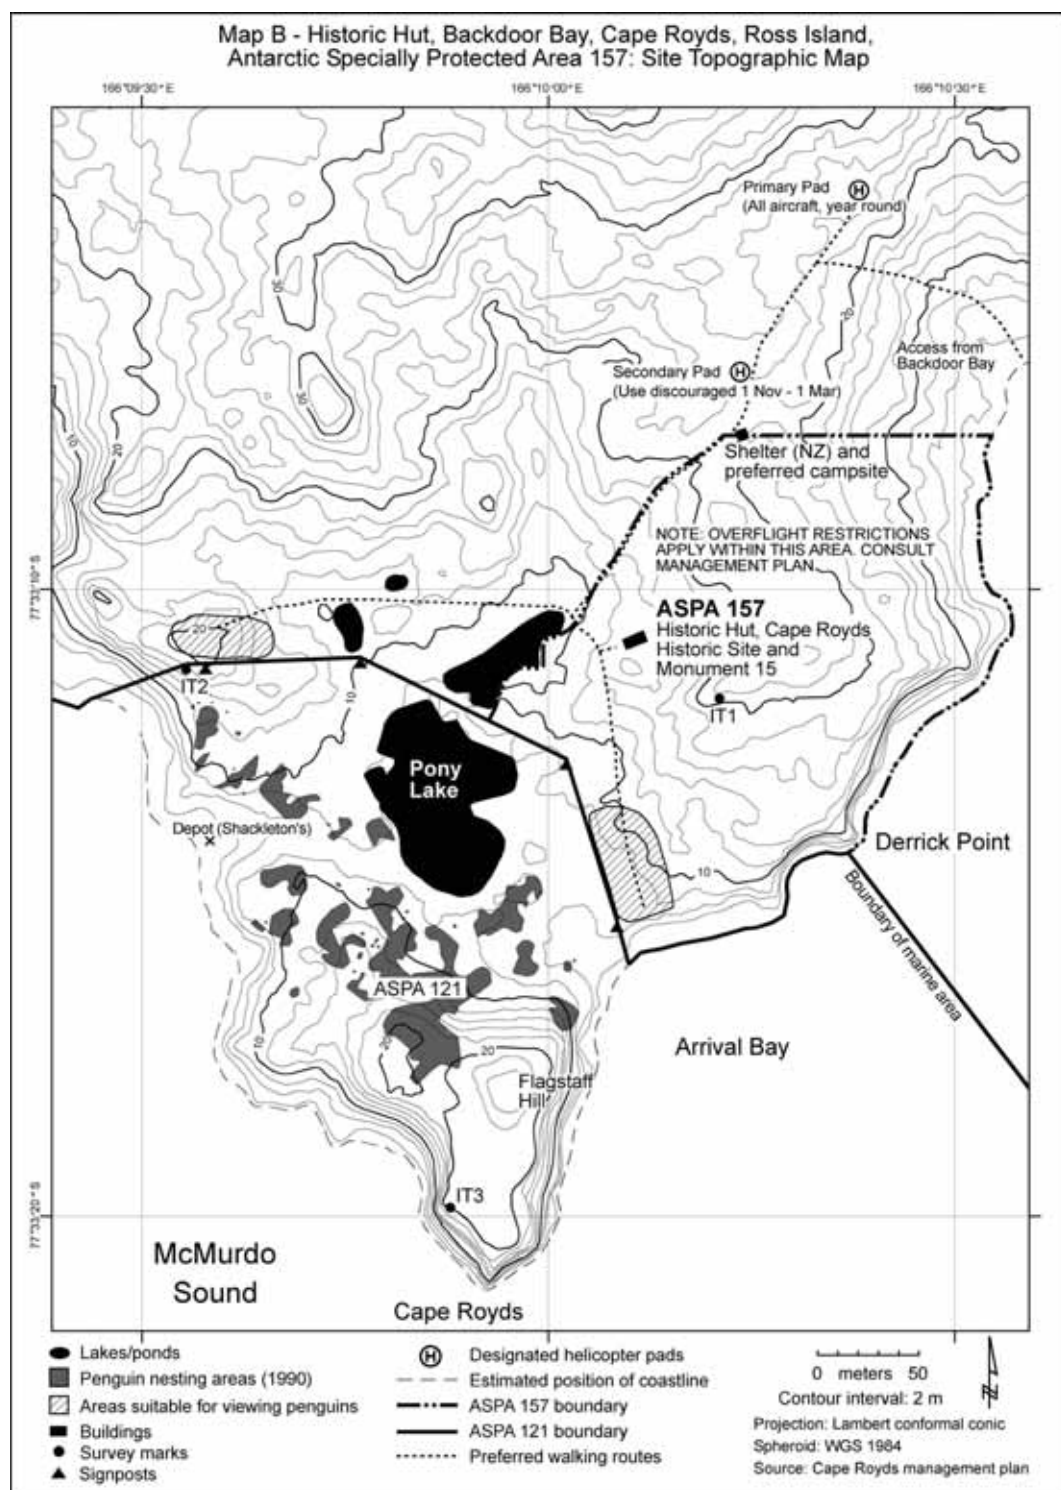 Map B - Historic Hut, Backdoor Bay, Cape Royds, Ross Island,
Antarctic Specially Protected Area 157: Site Topographic Map
166°09'30" E
166°10'00" E
166°10'30" E
Primary Pad
(All aircraft, year round)
H
30
20
Access from
Backdoor Bay
Secondary Pad
(Use discouraged 1 Nov - 1 Mar)
H
30
10
20
Shelter (NZ) and
preferred campsite
NOTE: OVERFLIGHT RESTRICTIONS
APPLY WITHIN THIS AREA. CONSULT
MANAGEMENT PLAN
77°33'10" S
ASPA 157
Historic Hut, Cape Royds
Historic Site and
Monument 15
20
IT2
10
IT1
Pony
Lake
Depot (Shackleton's)
Derrick Point
10
Boundary of marine area
ASPA 121
10
20
20
Arrival Bay
Flagstaff
Hill
IT3
77°33'20" S
McMurdo
Sound
Cape Royds
Lakes/ponds
Penguin nesting areas (1990)
Areas suitable for viewing penguins
Buildings
Survey marks
Signposts
H
Designated helicopter pads
Estimated position of coastline
ASPA 157 boundary
ASPA 121 boundary
Preferred walking routes
0 meters 50
Contour interval: 2 m
Projection: Lambert conformal conic
Spheroid: WGS 1984
Source: Cape Royds management plan
N